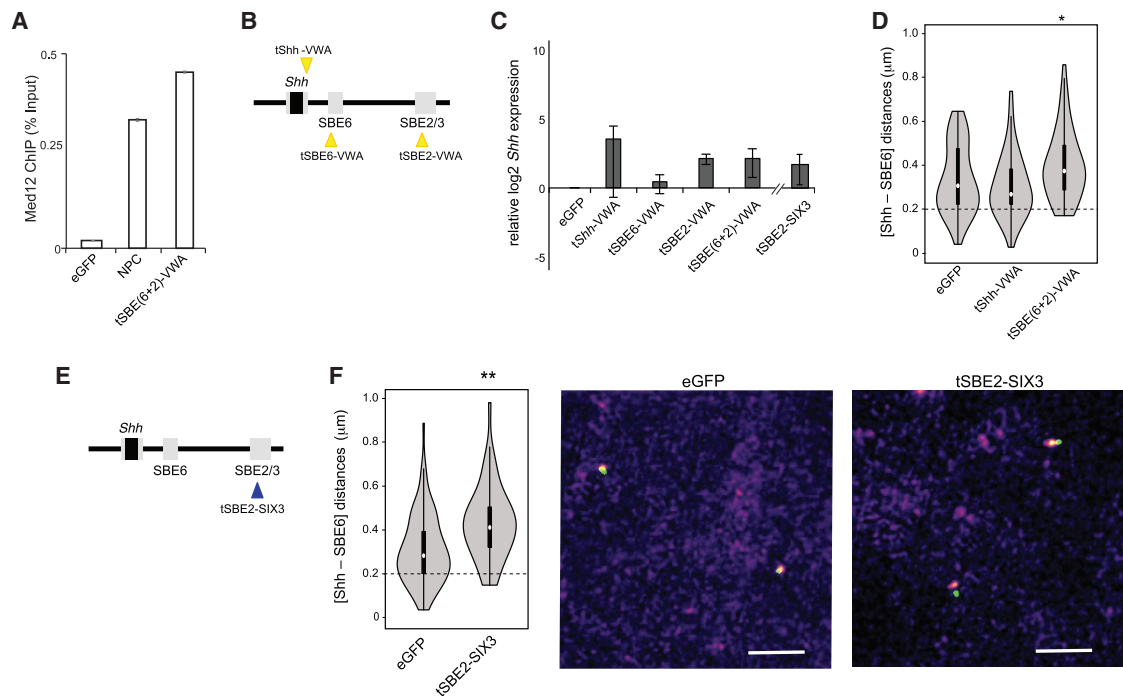 A
Med12 ChIP (% Input)
0.5
0.25
0
eGFP
NPC
tSBE(6+2)-VWA
B
tShh-VWA
Shh
SBE6
SBE2/3
tSBE6-VWA
tSBE2-VWA
C
relative log2 Shh expression
10
5
0
-5
eGFP
tShh-VWA
tSBE6-VWA
tSBE2-VWA
tSBE(6+2)-VWA
tSBE2-SIX3
D
*
[Shh – SBE6] distances (μm)
1.0
0.8
0.6
0.4
0.2
0
eGFP
tShh-VWA
tSBE(6+2)-VWA
E
Shh
SBE6
SBE2/3
tSBE2-SIX3
F
**
[Shh – SBE6] distances (μm)
1.0
0.8
0.6
0.4
0.2
0
eGFP
tSBE2-SIX3
eGFP
tSBE2-SIX3